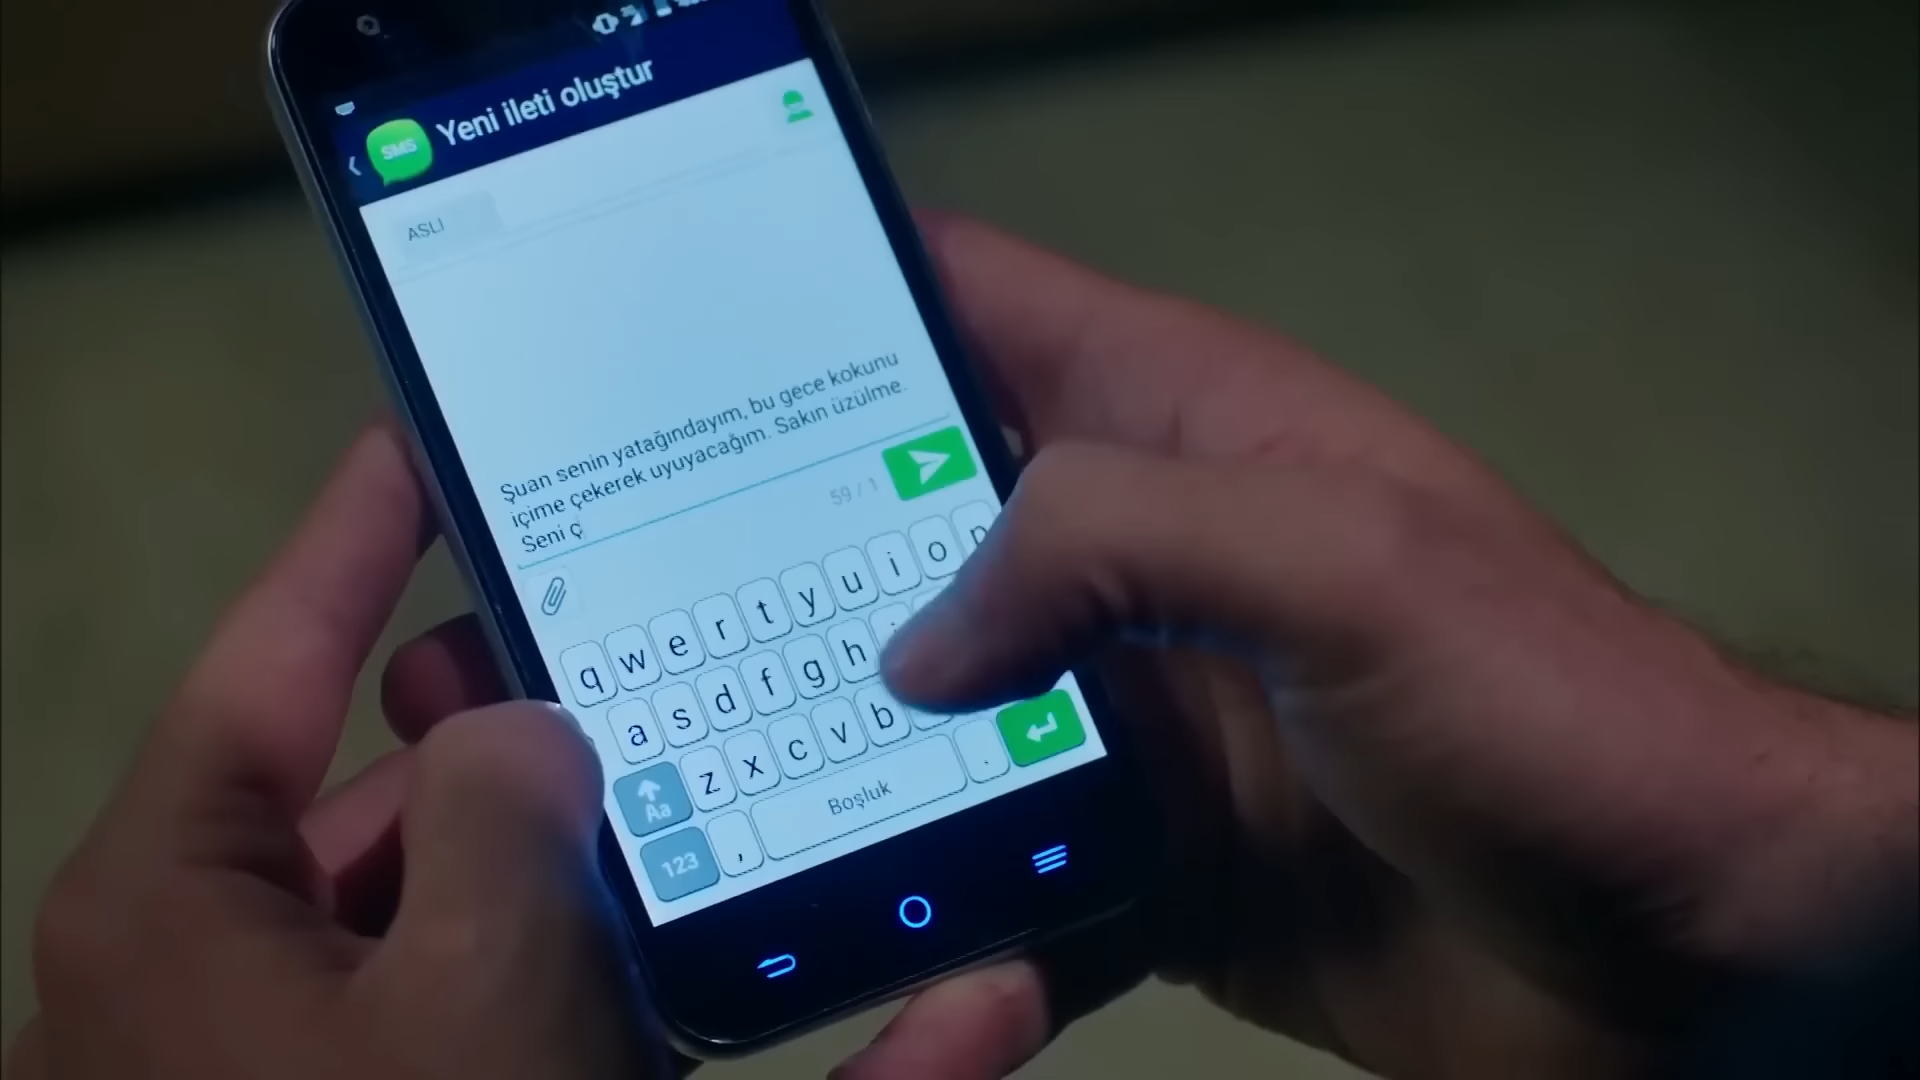 Yeni ileti oluştur
SMS
ASLI
Şuan senin yatağındayım, bu gece kokunu
içime çekerek uyuyacağım. Sakın üzülme.
Seni ç
59 / 1
q w e r t y u i o p
a s d f g h
Aa z x c v b
123 , Boşluk .